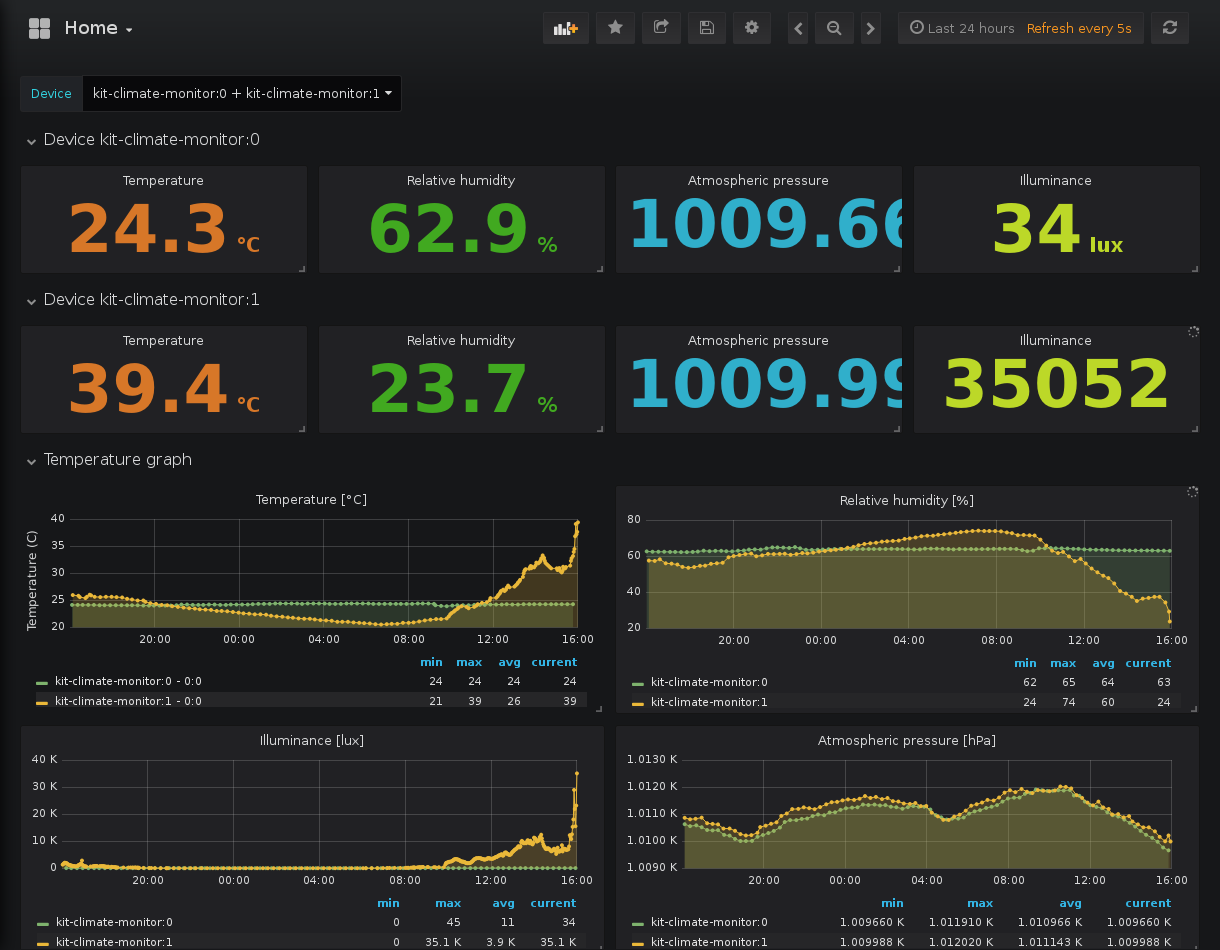 Home
Last 24 hours Refresh every 5s
Device kit-climate-monitor:0 + kit-climate-monitor:1
Device kit-climate-monitor:0
Temperature Relative humidity Atmospheric pressure Illuminance
24.3 °C 62.9 % 1009.66 34 lux
Device kit-climate-monitor:1
Temperature Relative humidity Atmospheric pressure Illuminance
39.4 °C 23.7 % 1009.99 35052
Temperature graph
Temperature [°C]
Temperature (C)
40
35
30
25
20
20:00 00:00 04:00 08:00 12:00 16:00
min max avg current
kit-climate-monitor:0 - 0:0 24 24 24 24
kit-climate-monitor:1 - 0:0 21 39 26 39
Relative humidity [%]
80
60
40
20
20:00 00:00 04:00 08:00 12:00 16:00
min max avg current
kit-climate-monitor:0 62 65 64 63
kit-climate-monitor:1 24 74 60 24
Illuminance [lux]
40 K
30 K
20 K
10 K
0
20:00 00:00 04:00 08:00 12:00 16:00
min max avg current
kit-climate-monitor:0 0 45 11 34
kit-climate-monitor:1 0 35.1 K 3.9 K 35.1 K
Atmospheric pressure [hPa]
1.0130 K
1.0120 K
1.0110 K
1.0100 K
1.0090 K
20:00 00:00 04:00 08:00 12:00 16:00
min max avg current
kit-climate-monitor:0 1.009660 K 1.011910 K 1.010966 K 1.009660 K
kit-climate-monitor:1 1.009988 K 1.012020 K 1.011143 K 1.009988 K